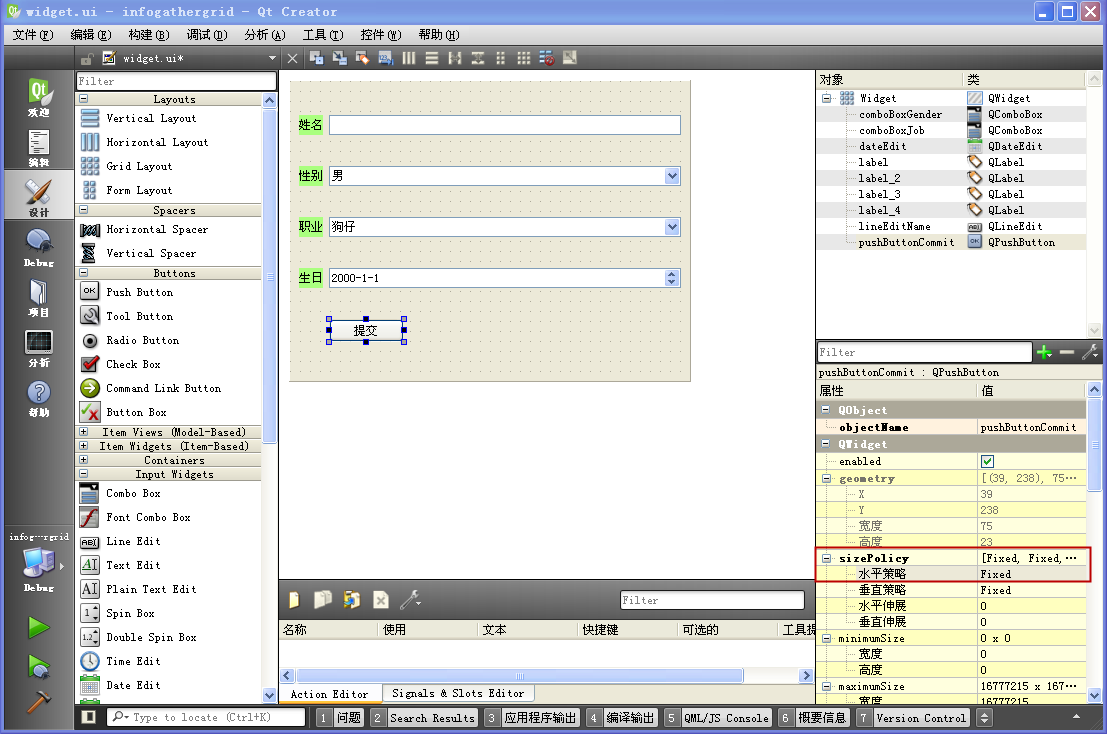 widget.ui - infogathergrid - Qt Creator
文件(F) 编辑(E) 构建(B) 调试(D) 分析(A) 工具(T) 控件(W) 帮助(H)
widget.ui*
欢迎
编辑
设计
Debug
项目
分析
帮助
infog···rgrid
Debug
Filter
Layouts
Vertical Layout
Horizontal Layout
Grid Layout
Form Layout
Spacers
Horizontal Spacer
Vertical Spacer
Buttons
OK Push Button
Tool Button
Radio Button
Check Box
Command Link Button
Button Box
Item Views (Model-Based)
Item Widgets (Item-Based)
Containers
Input Widgets
Combo Box
Font Combo Box
ABI Line Edit
AI Text Edit
AI Plain Text Edit
1 Spin Box
1.2 Double Spin Box
Time Edit
Date Edit
姓名
性别 男
职业 狗仔
生日 2000-1-1
提交
Filter
名称 使用 文本 快捷键 可选的 工具提
Action Editor Signals & Slots Editor
对象 类
Widget QWidget
comboBoxGender QComboBox
comboBoxJob QComboBox
dateEdit QDateEdit
label QLabel
label_2 QLabel
label_3 QLabel
label_4 QLabel
lineEditName ABI QLineEdit
pushButtonCommit OK QPushButton
Filter
pushButtonCommit : QPushButton
属性 值
QObject
objectName pushButtonCommit
QWidget
enabled
geometry [(39, 238), 75···
X 39
Y 238
宽度 75
高度 23
sizePolicy [Fixed, Fixed,···
水平策略 Fixed
垂直策略 Fixed
水平伸展 0
垂直伸展 0
minimumSize 0 x 0
宽度 0
高度 0
maximumSize 16777215 x 167···
宽度 16777215
Type to locate (Ctrl+K) 1 问题 2 Search Results 3 应用程序输出 4 编译输出 5 QML/JS Console 6 概要信息 7 Version Control